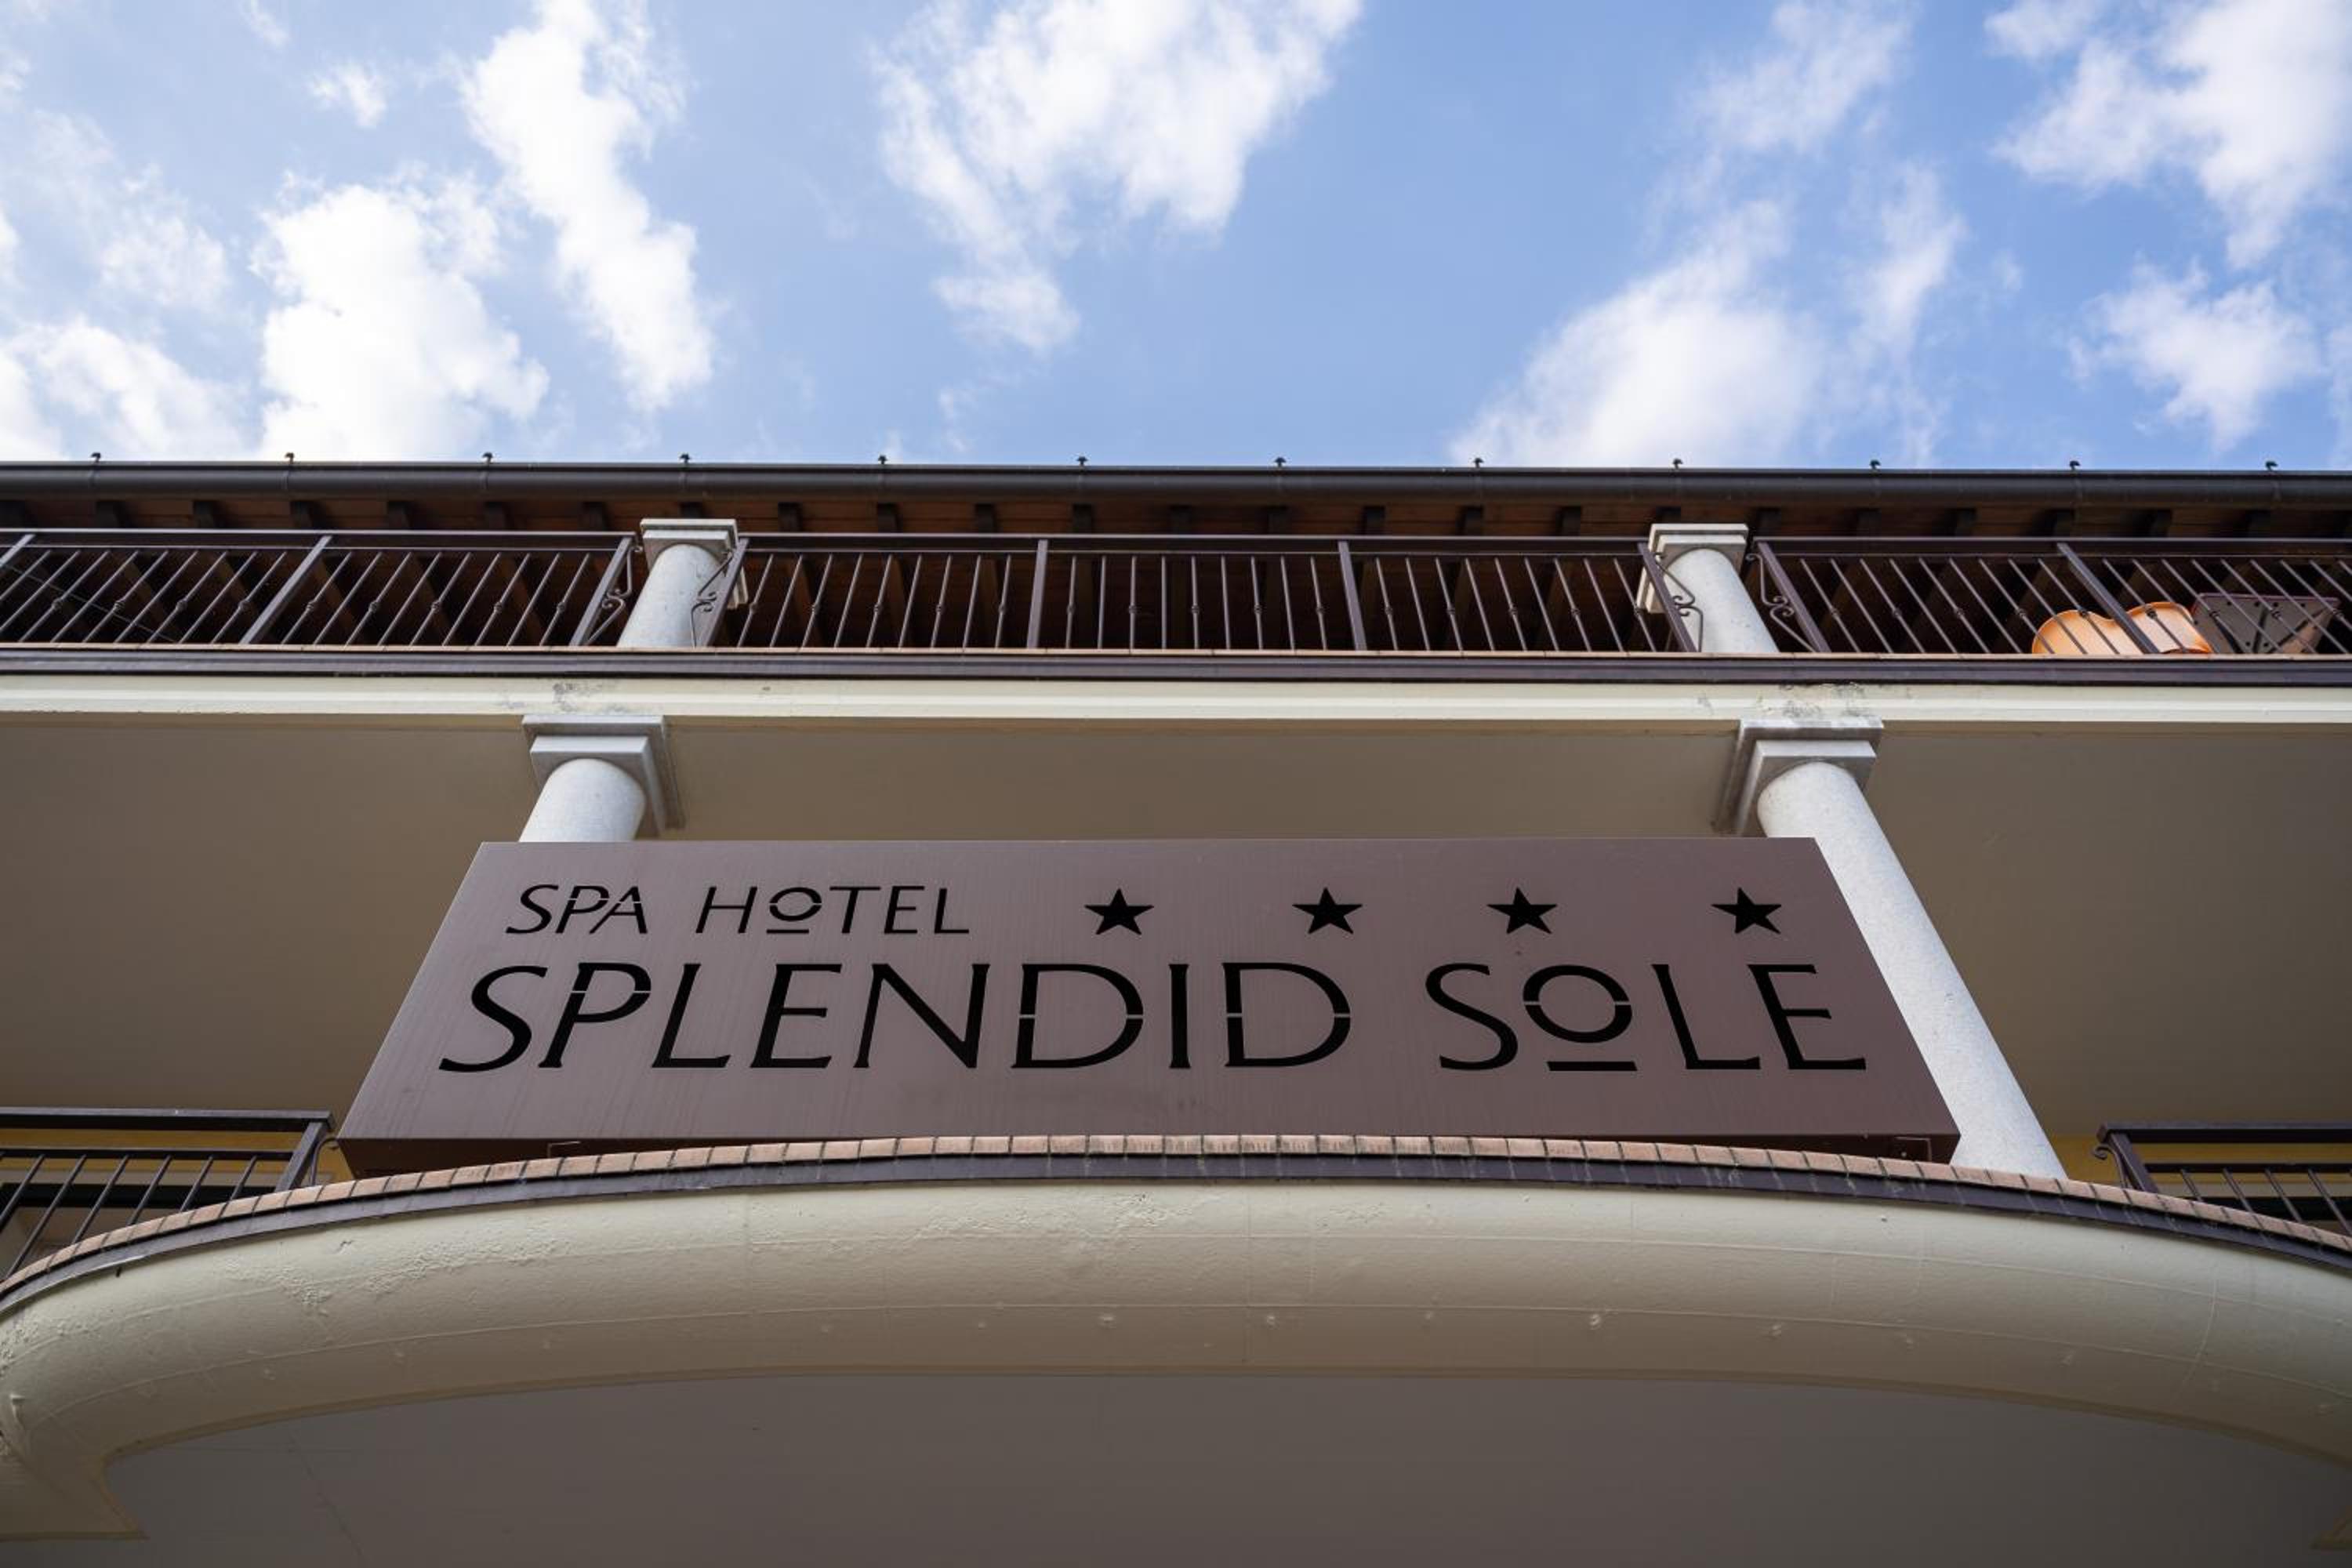 SPA HOTEL ★ ★ ★ ★
SPLENDID SOLE